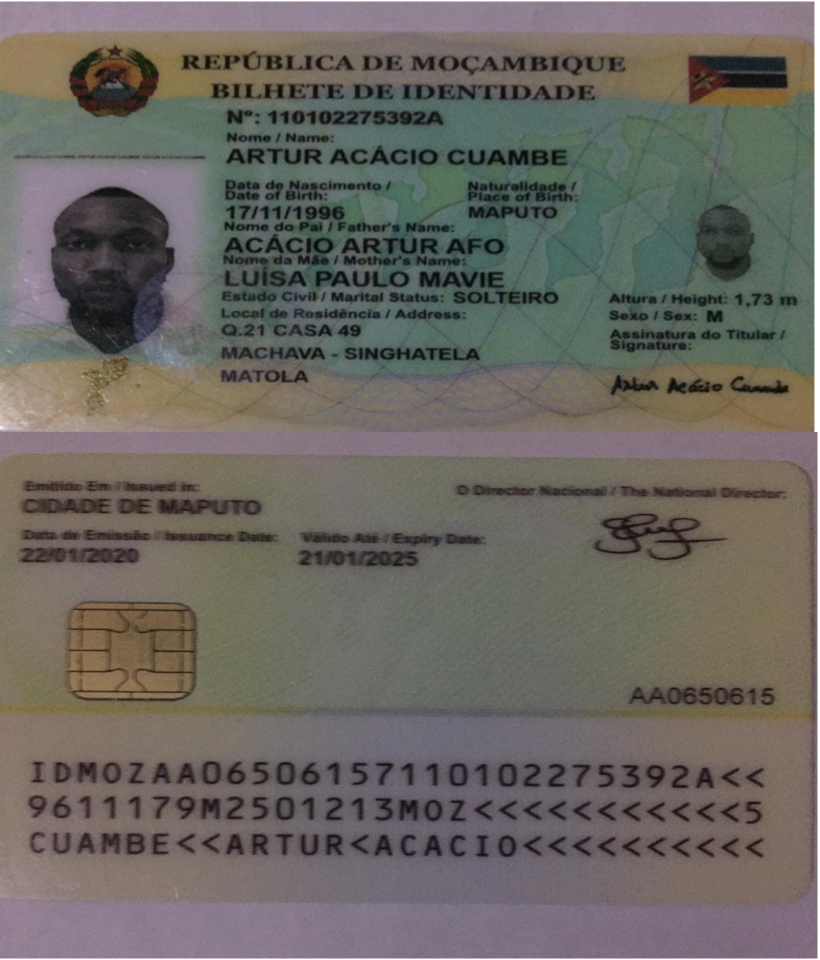 REPÚBLICA DE MOÇAMBIQUE
BILHETE DE IDENTIDADE
Nº: 110102275392A
Nome / Name:
ARTUR ACÁCIO CUAMBE
Data de Nascimento / Naturalidade /
Date of Birth: Place of Birth:
17/11/1996 MAPUTO
Nome do Pai / Father's Name:
ACÁCIO ARTUR AFO
Nome da Mãe / Mother's Name:
LUÍSA PAULO MAVIE
Estado Civil / Marital Status: SOLTEIRO Altura / Height: 1,73 m
Local de Residência / Address: Sexo / Sex: M
Q.21 CASA 49 Assinatura do Titular /
Signature:
MACHAVA - SINGHATELA
MATOLA Artur Acácio Cuambe
Emitido Em / Issued in: O Director Nacional / The National Director:
CIDADE DE MAPUTO
Data de Emissão / Issuance Date: Válido Até / Expiry Date:
22/01/2020 21/01/2025
AA0650615
IDMOZAA0650615711010227539​2A<<
9611179M2501213MOZ<<<<<<<<<<<5
CUAMBE<<ARTUR<ACACIO<<<<<<<<<<